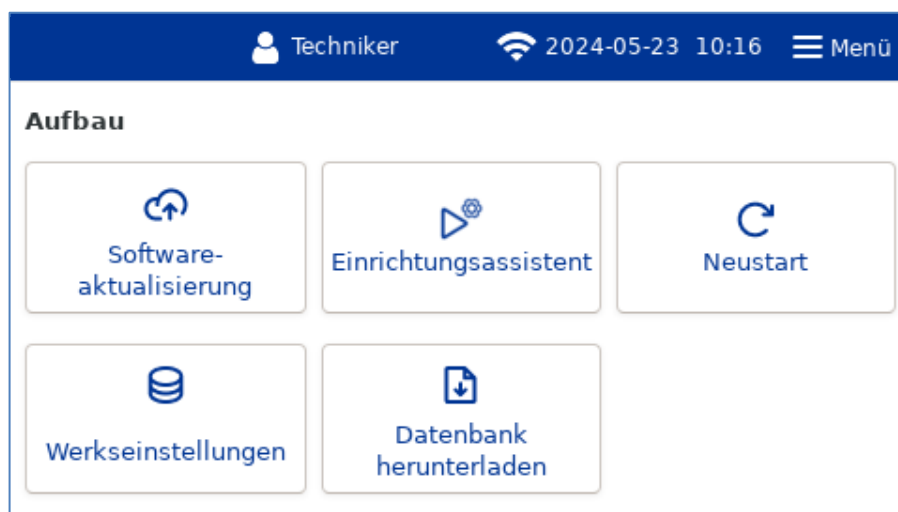 Techniker 2024-05-23 10:16 Menü
Aufbau
Software-
aktualisierung
Einrichtungsassistent
Neustart
Werkseinstellungen
Datenbank
herunterladen